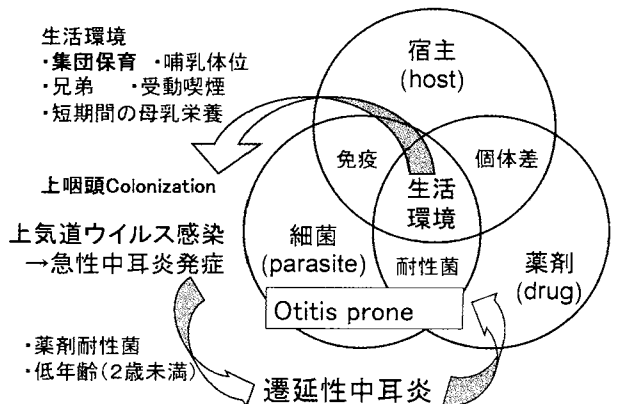 生活環境
・集団保育 ・哺乳体位
・兄弟 ・受動喫煙
・短期間の母乳栄養
上咽頭Colonization
上気道ウイルス感染
→急性中耳炎発症
・薬剤耐性菌
・低年齢(2歳未満)
遷延性中耳炎
宿主
(host)
免疫
個体差
生活
環境
細菌
(parasite)
耐性菌
薬剤
(drug)
Otitis prone